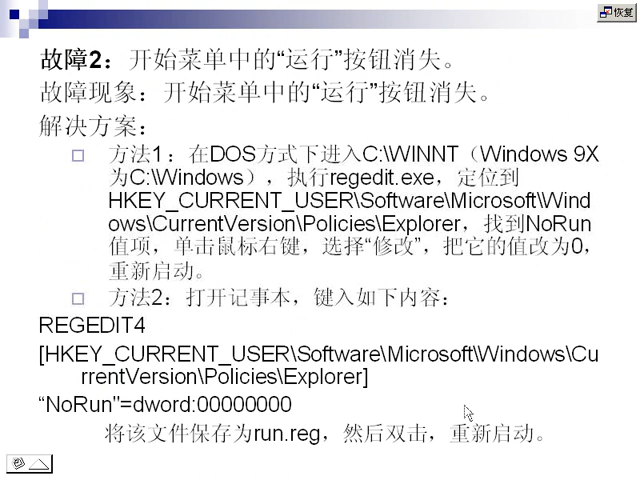 恢复
故障2：开始菜单中的“运行”按钮消失。
故障现象：开始菜单中的“运行”按钮消失。
解决方案：
方法1：在DOS方式下进入C:\WINNT（Windows 9X
为C:\Windows），执行regedit.exe，定位到
HKEY_CURRENT_USER\Software\Microsoft\Wind
ows\CurrentVersion\Policies\Explorer，找到NoRun
值项，单击鼠标右键，选择“修改”，把它的值改为0，
重新启动。
方法2：打开记事本，键入如下内容：
REGEDIT4
[HKEY_CURRENT_USER\Software\Microsoft\Windows\Cu
rrentVersion\Policies\Explorer]
“NoRun”=dword:00000000
将该文件保存为run.reg，然后双击，重新启动。